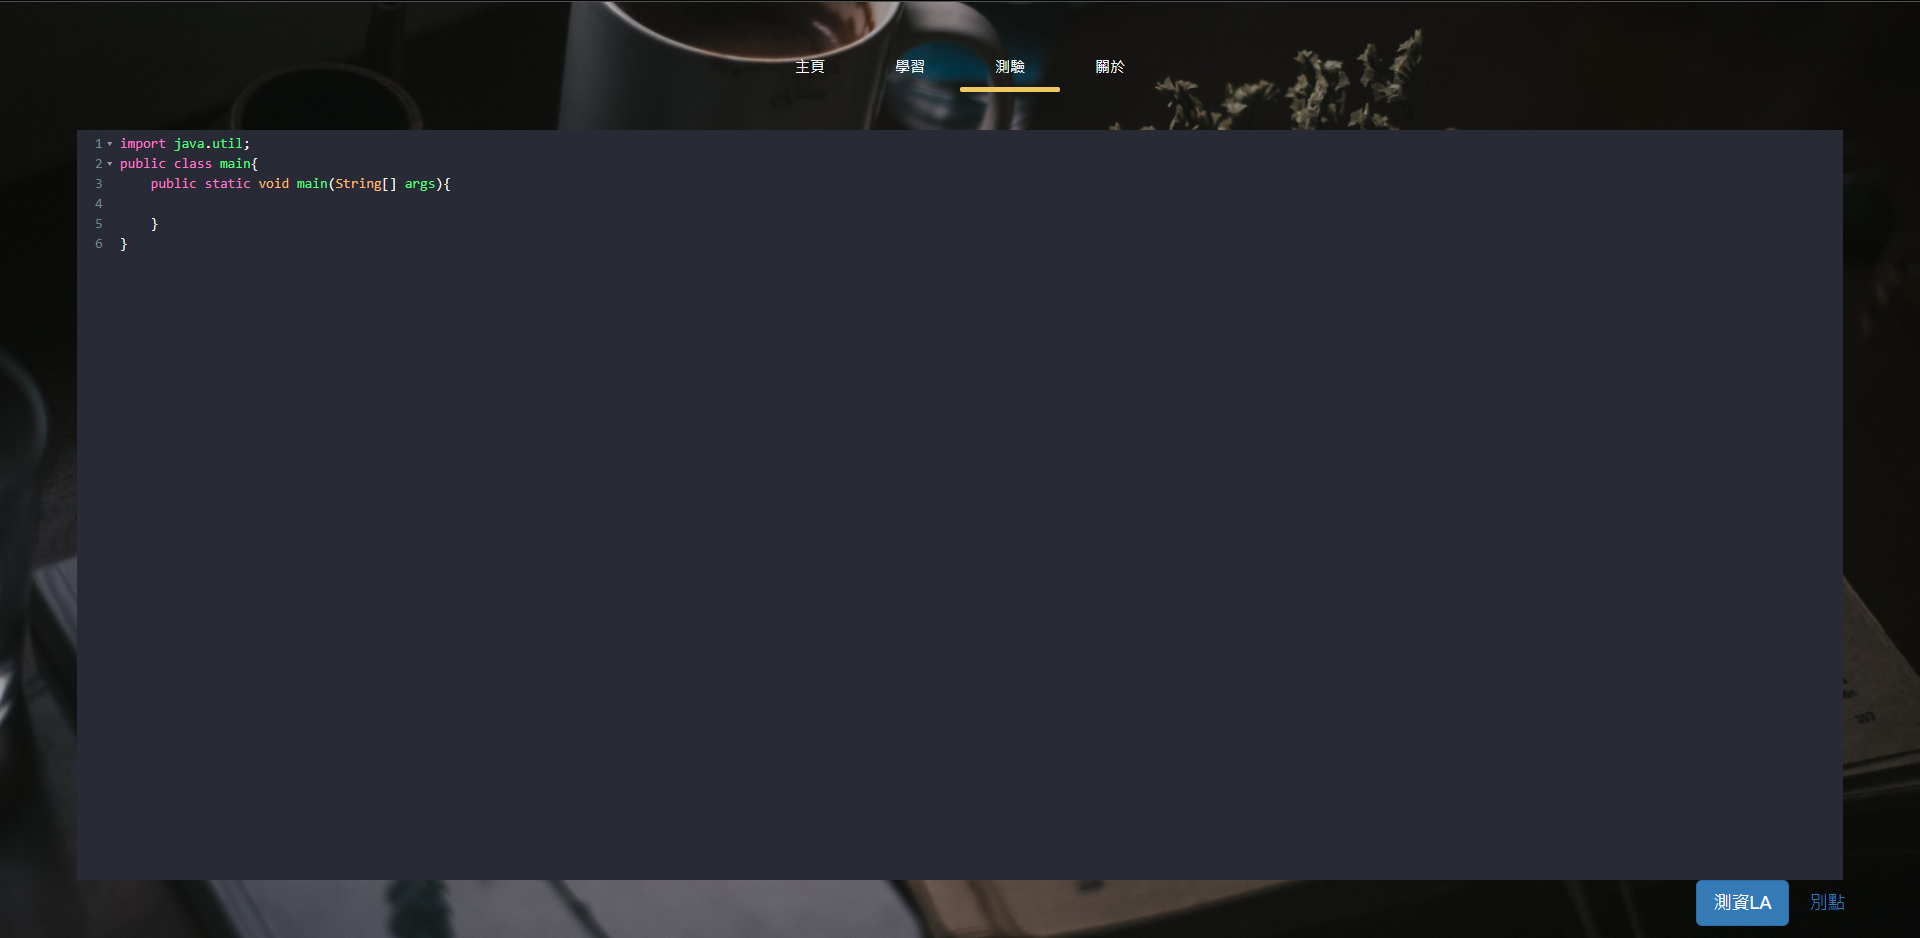 主頁 學習 測驗 關於
1 import java.util;
2 public class main{
3     public static void main(String[] args){
4
5     }
6 }
測資LA 別點